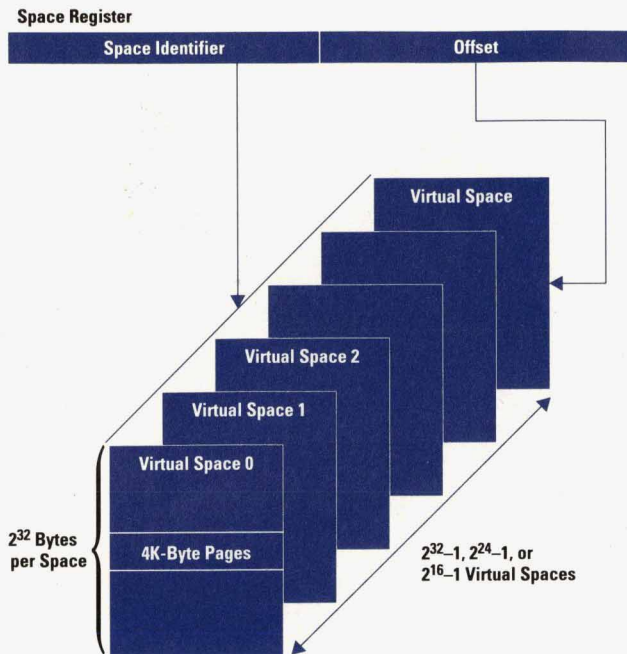 Space Register
Space Identifier
Offset
Virtual Space
Virtual Space 2
Virtual Space 1
Virtual Space 0
2³² Bytes
per Space
4K-Byte Pages
2³²–1, 2²⁴–1, or
2¹⁶–1 Virtual Spaces